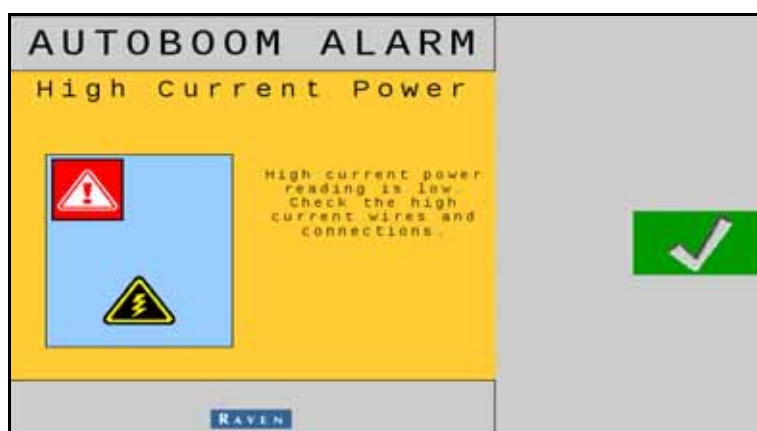 AUTOBOOM ALARM
High Current Power
High current power
reading is low.
Check the high
current wires and
connections.
RAVEN